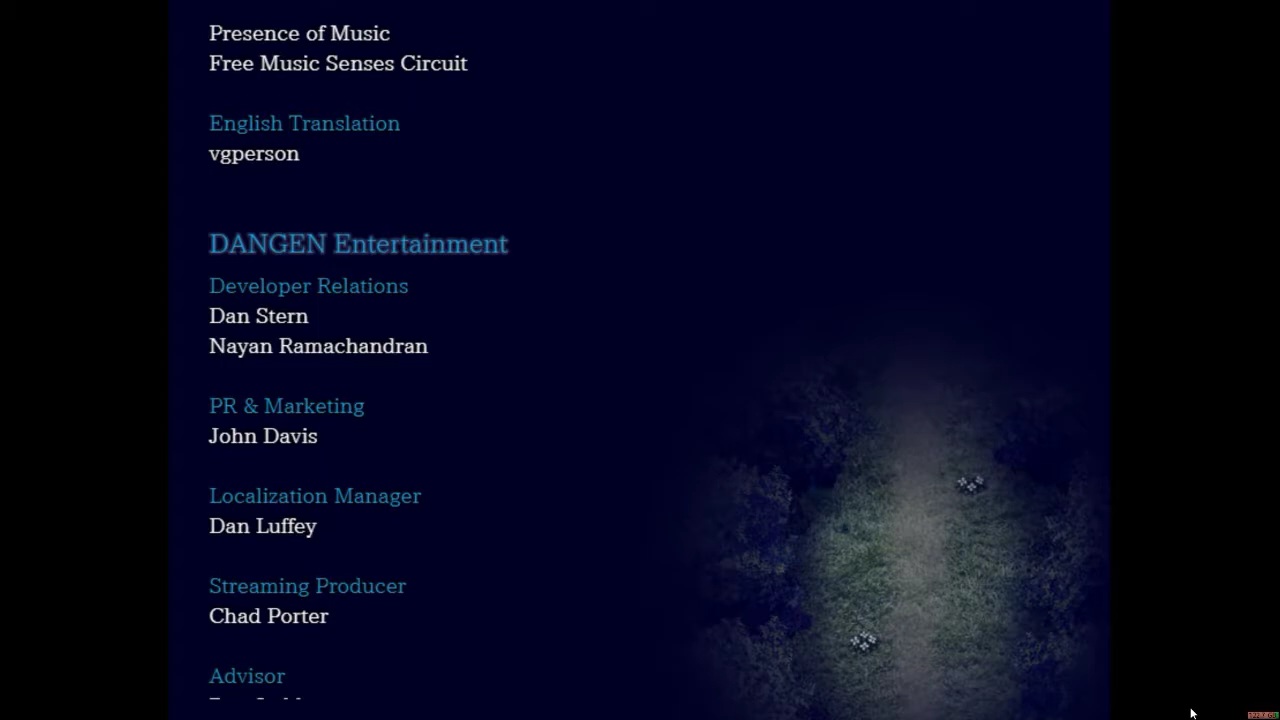 Presence of Music
Free Music Senses Circuit
English Translation
vgperson
DANGEN Entertainment
Developer Relations
Dan Stern
Nayan Ramachandran
PR & Marketing
John Davis
Localization Manager
Dan Luffey
Streaming Producer
Chad Porter
Advisor